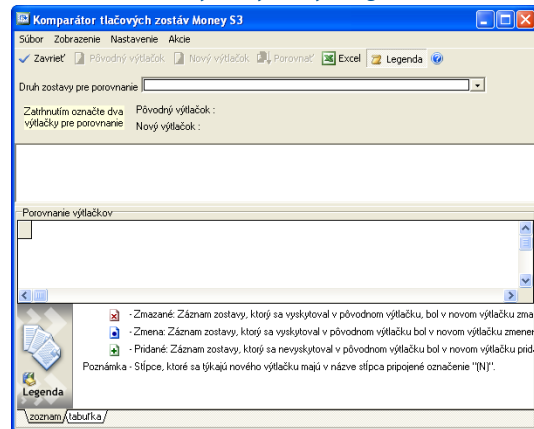 Komparátor tlačových zostáv Money S3
Súbor Zobrazenie Nastavenie Akcie
Zavrieť Pôvodný výtlačok Nový výtlačok Porovnať Excel Legenda
Druh zostavy pre porovnanie
Zatrhnutím označte dva
výtlačky pre porovnanie
Pôvodný výtlačok :
Nový výtlačok :
Porovnanie výtlačkov
- Zmazané: Záznam zostavy, ktorý sa vyskytoval v pôvodnom výtlačku, bol v novom výtlačku zma
- Zmena: Záznam zostavy, ktorý sa vyskytoval v pôvodnom výtlačku bol v novom výtlačku zmener
- Pridané: Záznam zostavy, ktorý sa nevyskytoval v pôvodnom výtlačku bol v novom výtlačku prid
Poznámka - Stĺpce, ktoré sa týkajú nového výtlačku majú v názve stĺpca pripojené označenie "(N)".
Legenda
zoznam tabuľka